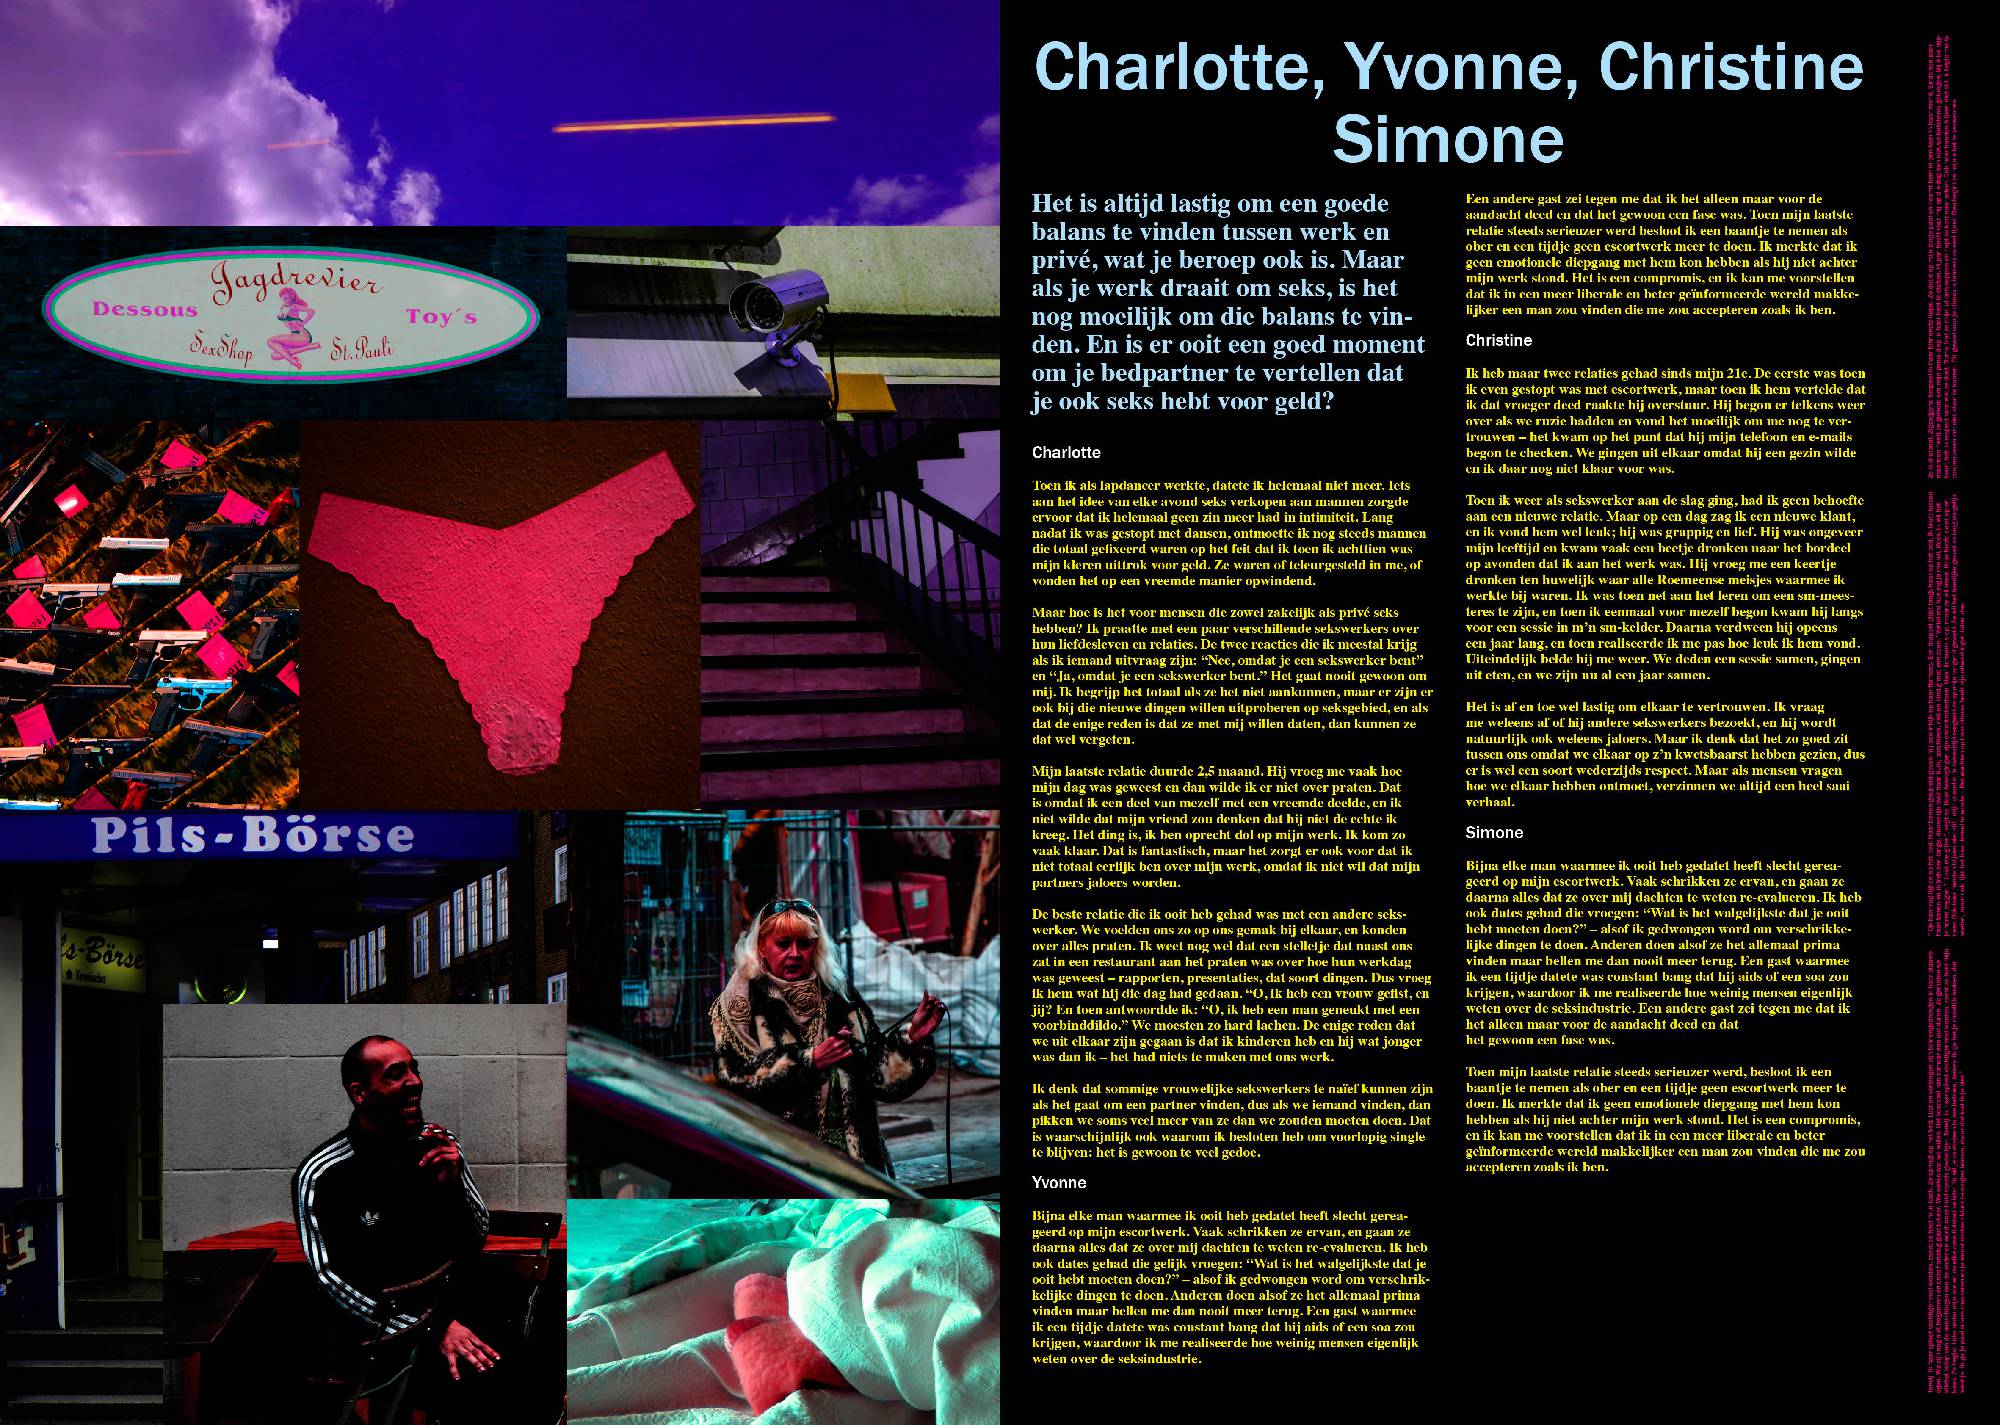 Jagdrevier
Dessous
Toy's
SexShop
St.Pauli
Pils-Börse
ls-Börse
Charlotte, Yvonne, Christine
Simone
Het is altijd lastig om een goede
balans te vinden tussen werk en
privé, wat je beroep ook is. Maar
als je werk draait om seks, is het
nog moeilijk om die balans te vin-
den. En is er ooit een goed moment
om je bedpartner te vertellen dat
je ook seks hebt voor geld?
Charlotte
Toen ik als lapdancer werkte, datete ik helemaal niet meer. Iets
aan het idee van elke avond seks verkopen aan mannen zorgde
ervoor dat ik helemaal geen zin meer had in intimiteit. Lang
nadat ik was gestopt met dansen, ontmoette ik nog steeds mannen
die totaal gefixeerd waren op het feit dat ik toen ik achttien was
mijn kleren uittrok voor geld. Ze waren of teleurgesteld in me, of
vonden het op een vreemde manier opwindend.
Maar hoe is het voor mensen die zowel zakelijk als privé seks
hebben? Ik praatte met een paar verschillende sekswerkers over
hun liefdesleven en relaties. De twee reacties die ik meestal krijg
als ik iemand uitvraag zijn: “Nee, omdat je een sekswerker bent”
en “Ja, omdat je een sekswerker bent.” Het gaat nooit gewoon om
mij. Ik begrijp het totaal als ze het niet aankunnen, maar er zijn er
ook bij die nieuwe dingen willen uitproberen op seksgebied, en als
dat de enige reden is dat ze met mij willen daten, dan kunnen ze
dat wel vergeten.
Mijn laatste relatie duurde 2,5 maand. Hij vroeg me vaak hoe
mijn dag was geweest en dan wilde ik er niet over praten. Dat
is omdat ik een deel van mezelf met een vreemde deelde, en ik
niet wilde dat mijn vriend zou denken dat hij niet de echte ik
kreeg. Het ding is, ik ben oprecht dol op mijn werk. Ik kom zo
vaak klaar. Dat is fantastisch, maar het zorgt er ook voor dat ik
niet totaal eerlijk ben over mijn werk, omdat ik niet wil dat mijn
partners jaloers worden.
De beste relatie die ik ooit heb gehad was met een andere seks-
werker. We voelden ons zo op ons gemak bij elkaar, en konden
over alles praten. Ik weet nog wel dat een stelletje dat naast ons
zat in een restaurant aan het praten was over hoe hun werkdag
was geweest – rapporten, presentaties, dat soort dingen. Dus vroeg
ik hem wat hij die dag had gedaan. “O, ik heb een vrouw gefist, en
jij? En toen antwoordde ik: “O, ik heb een man geneukt met een
voorbinddildo.” We moesten zo hard lachen. De enige reden dat
we uit elkaar zijn gegaan is dat ik kinderen heb en hij wat jonger
was dan ik – het had niets te maken met ons werk.
Ik denk dat sommige vrouwelijke sekswerkers te naïef kunnen zijn
als het gaat om een partner vinden, dus als we iemand vinden, dan
pikken we soms veel meer van ze dan we zouden moeten doen. Dat
is waarschijnlijk ook waarom ik besloten heb om voorlopig single
te blijven: het is gewoon te veel gedoe.
Yvonne
Bijna elke man waarmee ik ooit heb gedatet heeft slecht gerea-
geerd op mijn escortwerk. Vaak schrikken ze ervan, en gaan ze
daarna alles dat ze over mij dachten te weten re-evalueren. Ik heb
ook dates gehad die gelijk vroegen: “Wat is het walgelijkste dat je
ooit hebt moeten doen?” – alsof ik gedwongen word om verschrik-
kelijke dingen te doen. Anderen doen alsof ze het allemaal prima
vinden maar bellen me dan nooit meer terug. Een gast waarmee
ik een tijdje datete was constant bang dat hij aids of een soa zou
krijgen, waardoor ik me realiseerde hoe weinig mensen eigenlijk
weten over de seksindustrie.
Een andere gast zei tegen me dat ik het alleen maar voor de
aandacht deed en dat het gewoon een fase was. Toen mijn laatste
relatie steeds serieuzer werd besloot ik een baantje te nemen als
ober en een tijdje geen escortwerk meer te doen. Ik merkte dat ik
geen emotionele diepgang met hem kon hebben als hij niet achter
mijn werk stond. Het is een compromis, en ik kan me voorstellen
dat ik in een meer liberale en beter geïnformeerde wereld makke-
lijker een man zou vinden die me zou accepteren zoals ik ben.
Christine
Ik heb maar twee relaties gehad sinds mijn 21e. De eerste was toen
ik even gestopt was met escortwerk, maar toen ik hem vertelde dat
ik dat vroeger deed raakte hij overstuur. Hij begon er telkens weer
over als we ruzie hadden en vond het moeilijk om me nog te ver-
trouwen – het kwam op het punt dat hij mijn telefoon en e-mails
begon te checken. We gingen uit elkaar omdat hij een gezin wilde
en ik daar nog niet klaar voor was.
Toen ik weer als sekswerker aan de slag ging, had ik geen behoefte
aan een nieuwe relatie. Maar op een dag zag ik een nieuwe klant,
en ik vond hem wel leuk; hij was grappig en lief. Hij was ongeveer
mijn leeftijd en kwam vaak een beetje dronken naar het bordeel
op avonden dat ik aan het werk was. Hij vroeg me een keertje
dronken ten huwelijk waar alle Roemeense meisjes waarmee ik
werkte bij waren. Ik was toen net aan het leren om een sm-mees-
teres te zijn, en toen ik eenmaal voor mezelf begon kwam hij langs
voor een sessie in m’n sm-kelder. Daarna verdween hij opeens
een jaar lang, en toen realiseerde ik me pas hoe leuk ik hem vond.
Uiteindelijk belde hij me weer. We deden een sessie samen, gingen
uit eten, en we zijn nu al een jaar samen.
Het is af en toe wel lastig om elkaar te vertrouwen. Ik vraag
me weleens af of hij andere sekswerkers bezoekt, en hij wordt
natuurlijk ook weleens jaloers. Maar ik denk dat het zo goed zit
tussen ons omdat we elkaar op z’n kwetsbaarst hebben gezien, dus
er is wel een soort wederzijds respect. Maar als mensen vragen
hoe we elkaar hebben ontmoet, verzinnen we altijd een heel saai
verhaal.
Simone
Bijna elke man waarmee ik ooit heb gedatet heeft slecht gerea-
geerd op mijn escortwerk. Vaak schrikken ze ervan, en gaan ze
daarna alles dat ze over mij dachten te weten re-evalueren. Ik heb
ook dates gehad die vroegen: “Wat is het walgelijkste dat je ooit
hebt moeten doen?” – alsof ik gedwongen word om verschrikke-
lijke dingen te doen. Anderen doen alsof ze het allemaal prima
vinden maar bellen me dan nooit meer terug. Een gast waarmee
ik een tijdje datete was constant bang dat hij aids of een soa zou
krijgen, waardoor ik me realiseerde hoe weinig mensen eigenlijk
weten over de seksindustrie. Een andere gast zei tegen me dat ik
het alleen maar voor de aandacht deed en dat
het gewoon een fase was.
Toen mijn laatste relatie steeds serieuzer werd, besloot ik een
baantje te nemen als ober en een tijdje geen escortwerk meer te
doen. Ik merkte dat ik geen emotionele diepgang met hem kon
hebben als hij niet achter mijn werk stond. Het is een compromis,
en ik kan me voorstellen dat ik in een meer liberale en beter
geïnformeerde wereld makkelijker een man zou vinden die me zou
accepteren zoals ik ben.